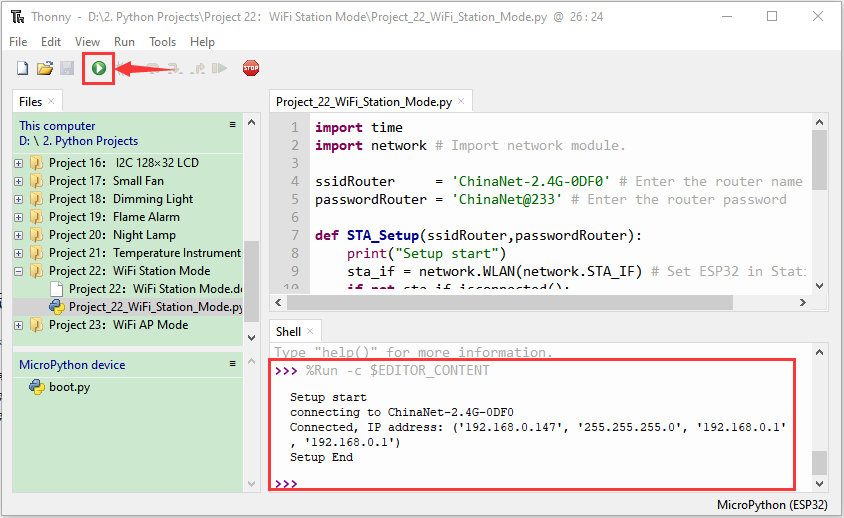 Thonny - D:\2. Python Projects\Project 22： WiFi Station Mode\Project_22_WiFi_Station_Mode.py @ 26:24
File Edit View Run Tools Help
STOP
Files ×
This computer
D: \ 2. Python Projects
Project 16： I2C 128×32 LCD
Project 17： Small Fan
Project 18： Dimming Light
Project 19： Flame Alarm
Project 20： Night Lamp
Project 21： Temperature Instrument
Project 22： WiFi Station Mode
Project 22： WiFi Station Mode.do
Project_22_WiFi_Station_Mode.py
Project 23： WiFi AP Mode
MicroPython device
boot.py
Project_22_WiFi_Station_Mode.py ×
1 import time
2 import network # Import network module.
3
4 ssidRouter     = 'ChinaNet-2.4G-0DF0' # Enter the router name
5 passwordRouter = 'ChinaNet@233' # Enter the router password
6
7 def STA_Setup(ssidRouter,passwordRouter):
8     print("Setup start")
9     sta_if = network.WLAN(network.STA_IF) # Set ESP32 in Stati
if not sta_if.isconnected():
Shell ×
Type "help()" for more information.
>>> %Run -c $EDITOR_CONTENT
Setup start
connecting to ChinaNet-2.4G-0DF0
Connected, IP address: ('192.168.0.147', '255.255.255.0', '192.168.0.1'
, '192.168.0.1')
Setup End
>>>
MicroPython (ESP32)